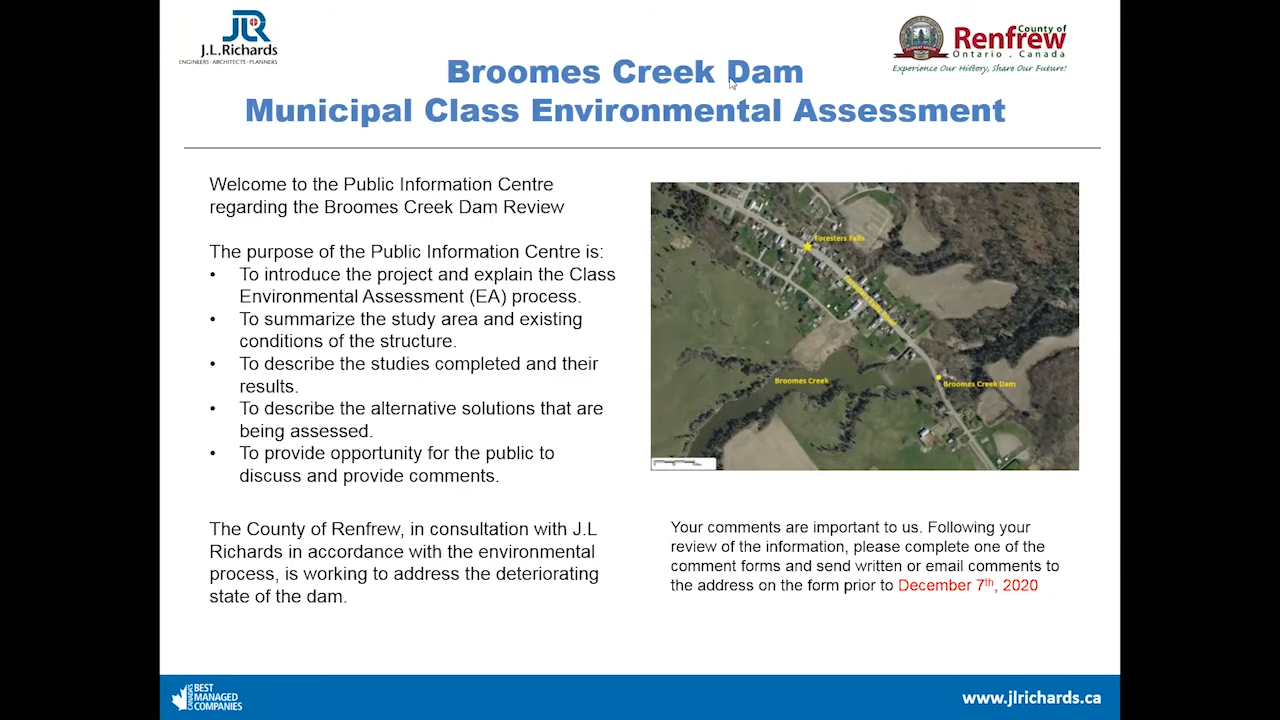 JLR
J.L.Richards
ENGINEERS · ARCHITECTS · PLANNERS
County of
Renfrew
Ontario . Canada
Experience Our History, Share Our Future!
Broomes Creek Dam
Municipal Class Environmental Assessment
Welcome to the Public Information Centre
regarding the Broomes Creek Dam Review
The purpose of the Public Information Centre is:
• To introduce the project and explain the Class
Environmental Assessment (EA) process.
• To summarize the study area and existing
conditions of the structure.
• To describe the studies completed and their
results.
• To describe the alternative solutions that are
being assessed.
• To provide opportunity for the public to
discuss and provide comments.
The County of Renfrew, in consultation with J.L
Richards in accordance with the environmental
process, is working to address the deteriorating
state of the dam.
Foresters Falls
Broomes Creek
Broomes Creek Dam
Your comments are important to us. Following your
review of the information, please complete one of the
comment forms and send written or email comments to
the address on the form prior to December 7th, 2020
CANADA'S
BEST
MANAGED
COMPANIES
www.jlrichards.ca